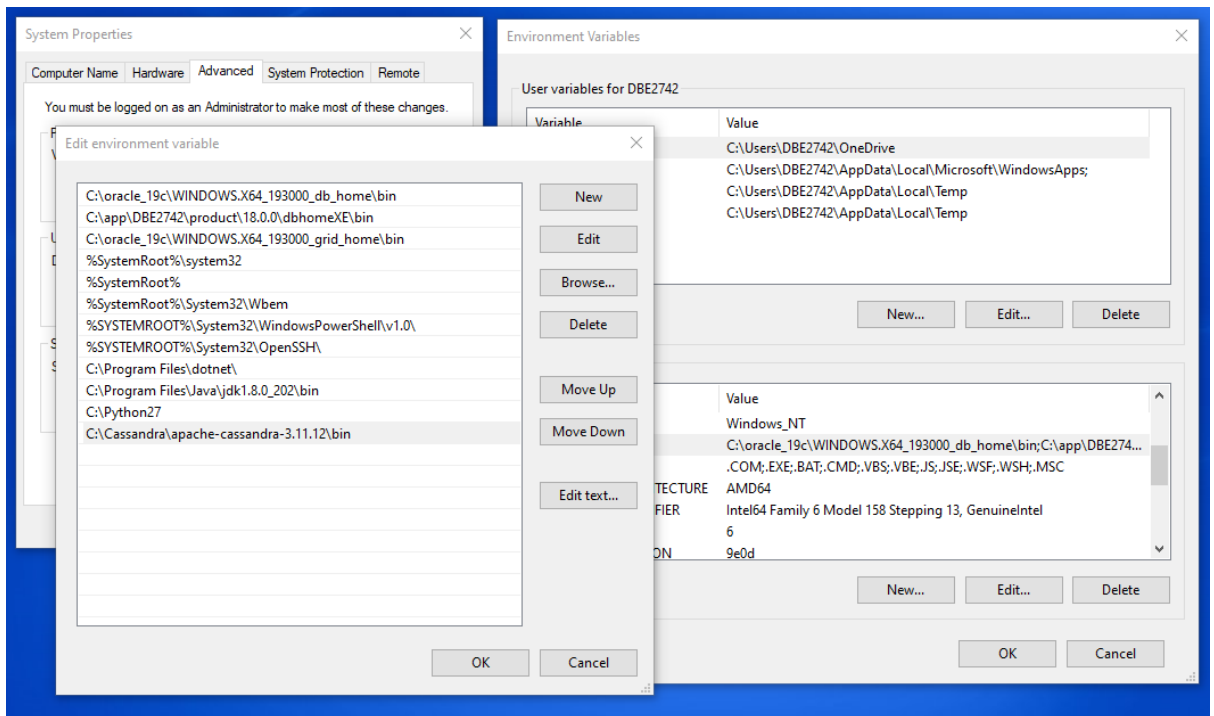 System Properties
Computer Name Hardware Advanced System Protection Remote
You must be logged on as an Administrator to make most of these changes.
Edit environment variable
C:\oracle_19c\WINDOWS.X64_193000_db_home\bin
C:\app\DBE2742\product\18.0.0\dbhomeXE\bin
C:\oracle_19c\WINDOWS.X64_193000_grid_home\bin
%SystemRoot%\system32
%SystemRoot%
%SystemRoot%\System32\Wbem
%SYSTEMROOT%\System32\WindowsPowerShell\v1.0\
%SYSTEMROOT%\System32\OpenSSH\
C:\Program Files\dotnet\
C:\Program Files\Java\jdk1.8.0_202\bin
C:\Python27
C:\Cassandra\apache-cassandra-3.11.12\bin
New
Edit
Browse...
Delete
Move Up
Move Down
Edit text...
OK Cancel
Environment Variables
User variables for DBE2742
Variable Value
C:\Users\DBE2742\OneDrive
C:\Users\DBE2742\AppData\Local\Microsoft\WindowsApps;
C:\Users\DBE2742\AppData\Local\Temp
C:\Users\DBE2742\AppData\Local\Temp
New... Edit... Delete
Value
Windows_NT
C:\oracle_19c\WINDOWS.X64_193000_db_home\bin;C:\app\DBE274...
.COM;.EXE;.BAT;.CMD;.VBS;.VBE;.JS;.JSE;.WSF;.WSH;.MSC
TECTURE AMD64
FIER Intel64 Family 6 Model 158 Stepping 13, GenuineIntel
6
ON 9e0d
New... Edit... Delete
OK Cancel